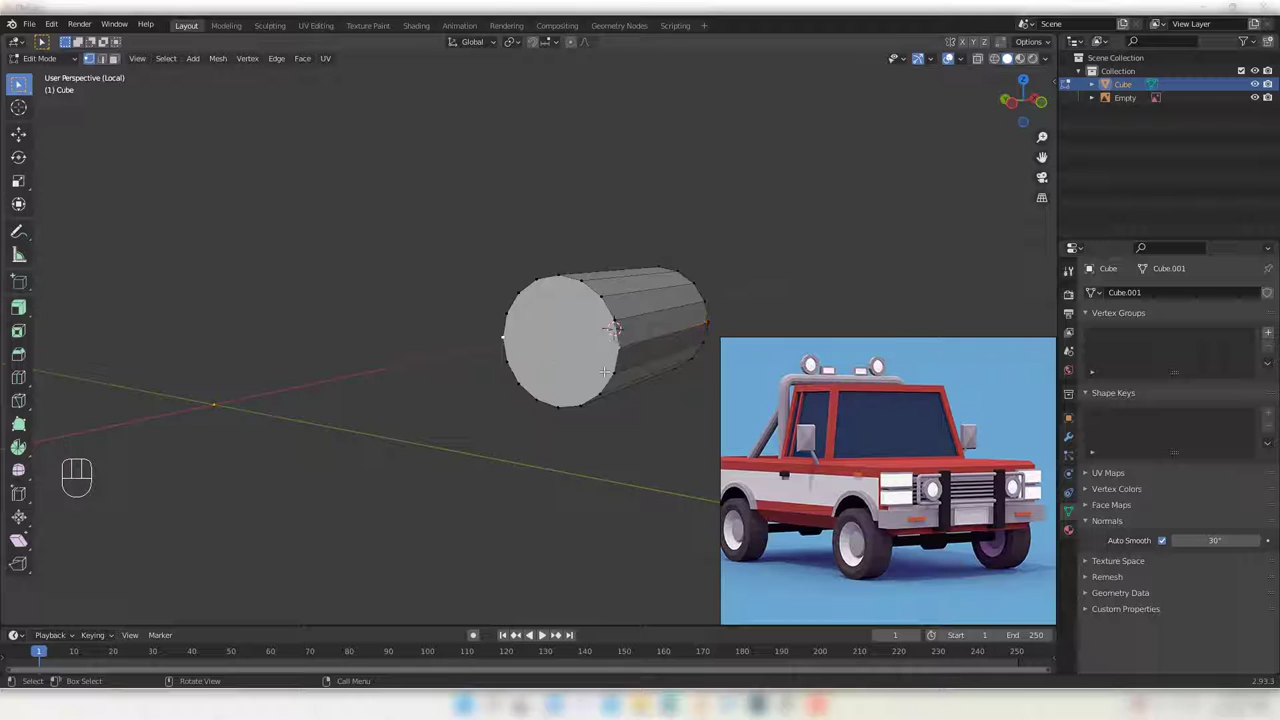 File Edit Render Window Help Layout Modeling Sculpting UV Editing Texture Paint Shading Animation Rendering Compositing Geometry Nodes Scripting + Scene View Layer
Global X Y Z Options
Edit Mode View Select Add Mesh Vertex Edge Face UV
User Perspective (Local)
(1) Cube
Scene Collection
Collection
Cube
Empty
Z
Cube Cube.001
Cube.001
Vertex Groups
Shape Keys
UV Maps
Vertex Colors
Face Maps
Normals
Auto Smooth 30°
Texture Space
Remesh
Geometry Data
Custom Properties
Playback Keying View Marker 1 Start 1 End 250
1 10 20 30 40 50 60 70 80 90 100 110 120 130 140 150 160 170 180 190 200 210 220 230 240 250
Select Box Select Rotate View Call Menu 2.93.3